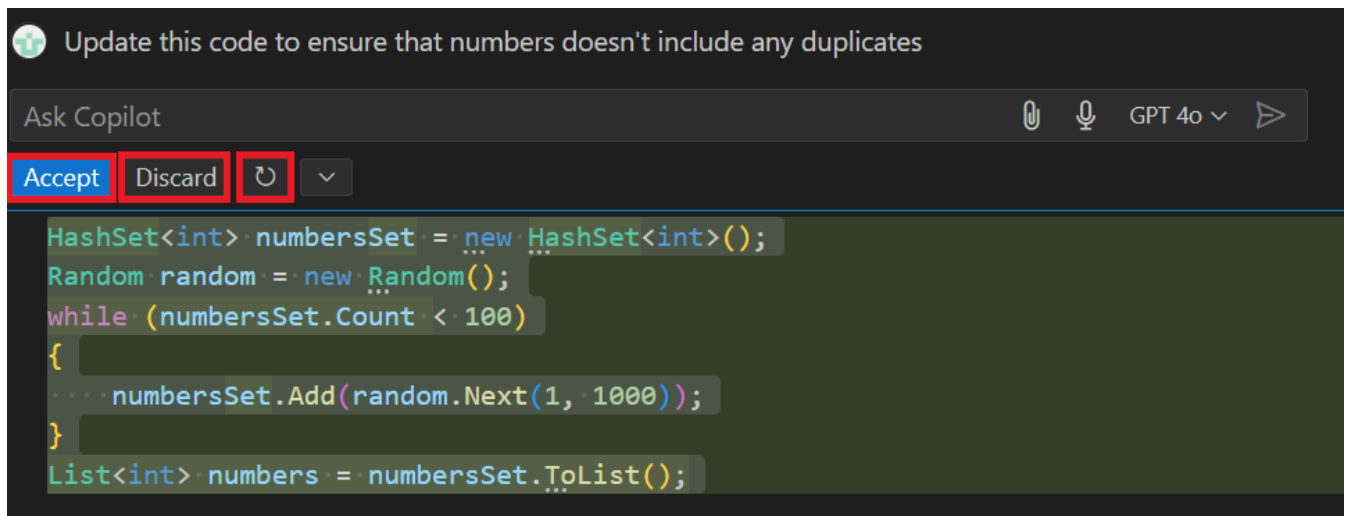 Update this code to ensure that numbers doesn't include any duplicates
Ask Copilot GPT 4o
Accept Discard
HashSet<int> numbersSet = new HashSet<int>();
Random random = new Random();
while (numbersSet.Count < 100)
{
    numbersSet.Add(random.Next(1, 1000));
}
List<int> numbers = numbersSet.ToList();